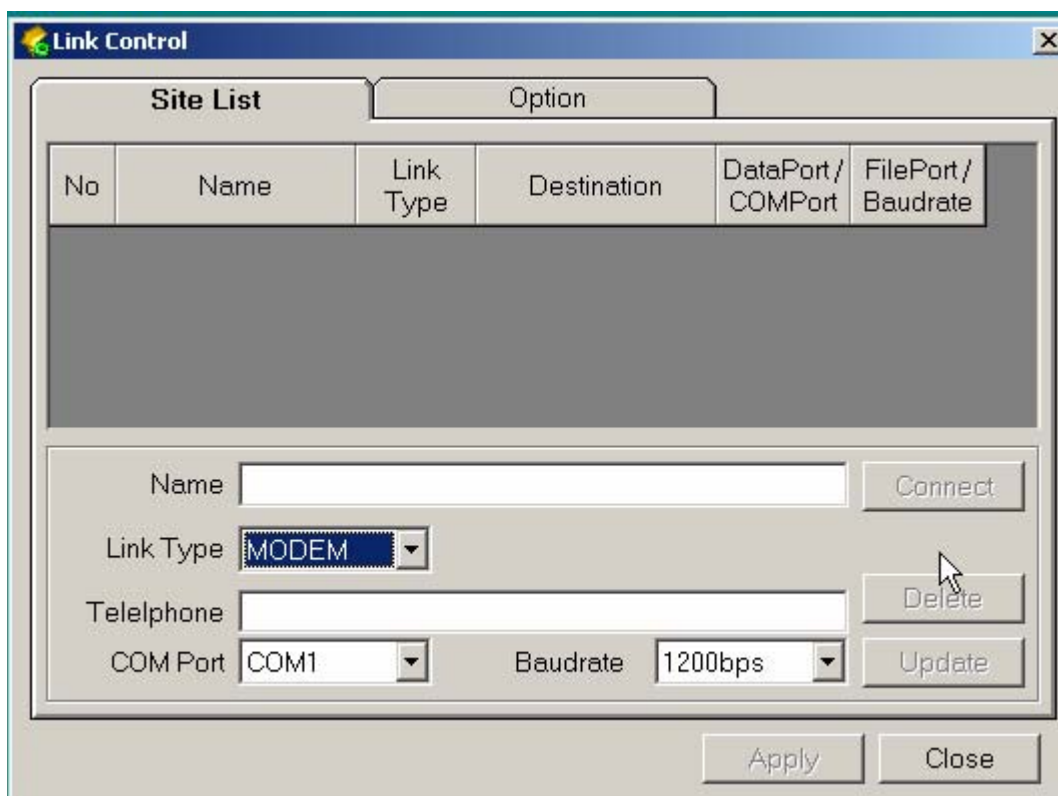 Link Control
Site List Option
No Name Link Type Destination DataPort / COMPort FilePort / Baudrate
Name Connect
Link Type MODEM
Telelphone Delete
COM Port COM1 Baudrate 1200bps Update
Apply Close